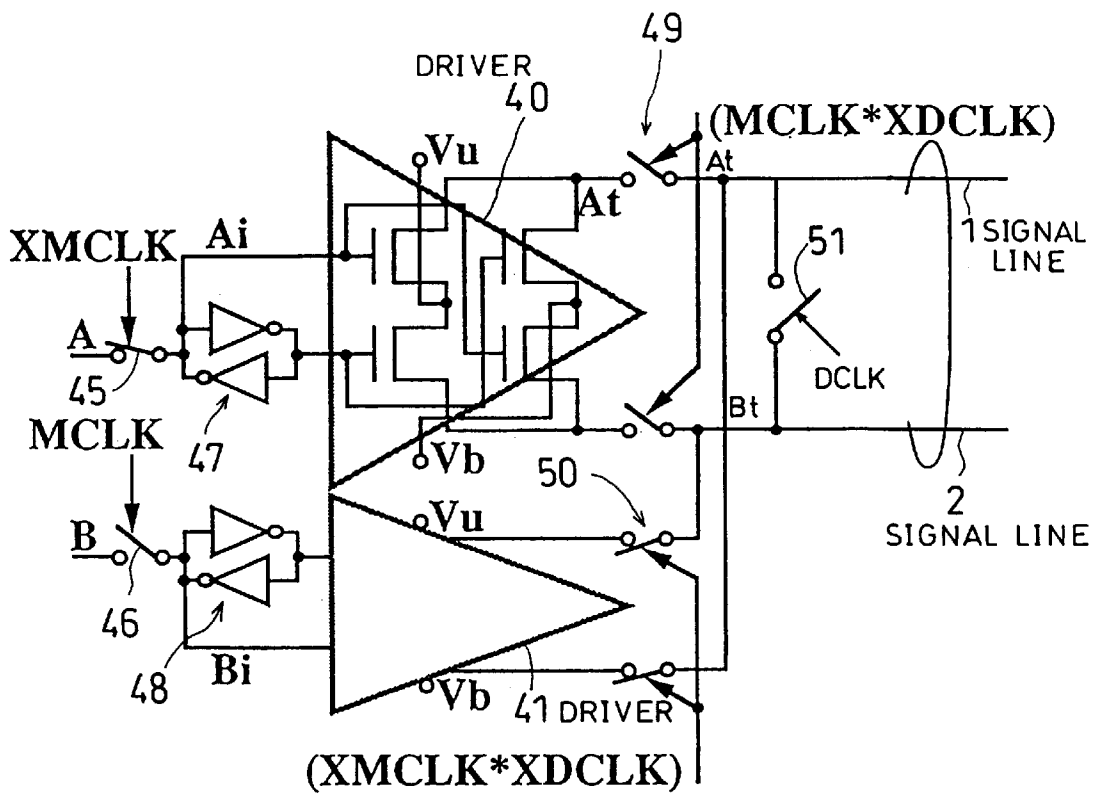 49
DRIVER
40
(MCLK*XDCLK)
Vu
At
At
XMCLK
Ai
1 SIGNAL
LINE
51
A
45
DCLK
MCLK
47
Bt
Vb
50
2
SIGNAL LINE
B
Vu
46
48
Bi
Vb
41 DRIVER
(XMCLK*XDCLK)